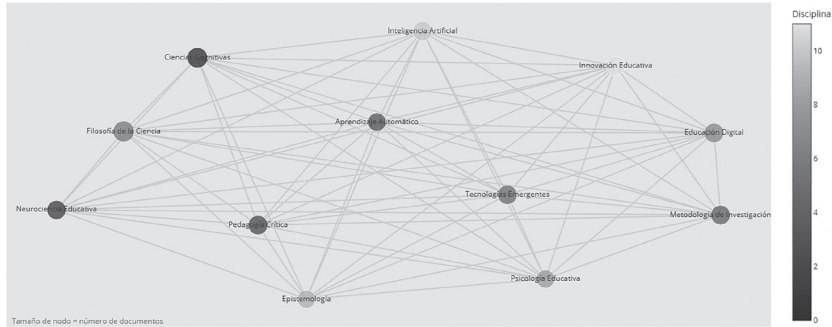 Disciplina
Inteligencia Artificial
Ciencias Cognitivas
Innovación Educativa
10
Aprendizaje Automático
Filosofía de la Ciencia
Educación Digital
8
6
Tecnologías Emergentes
Neurociencia Educativa
Metodología de Investigación
4
Pedagogía Crítica
2
Psicología Educativa
Epistemología
Tamaño de nodo = número de documentos
0